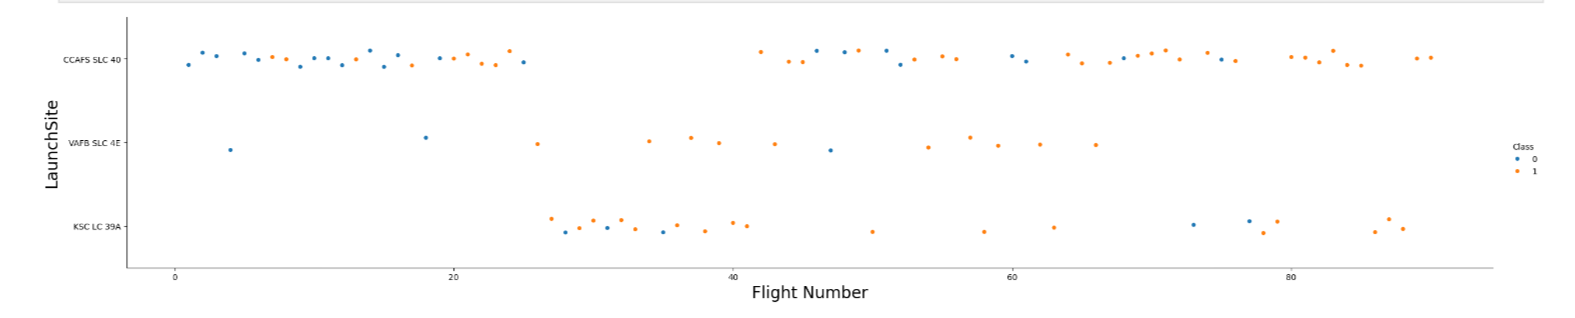 CCAFS SLC 40
VAFB SLC 4E
KSC LC 39A
LaunchSite
0 20 40 60 80
Flight Number
Class
0
1